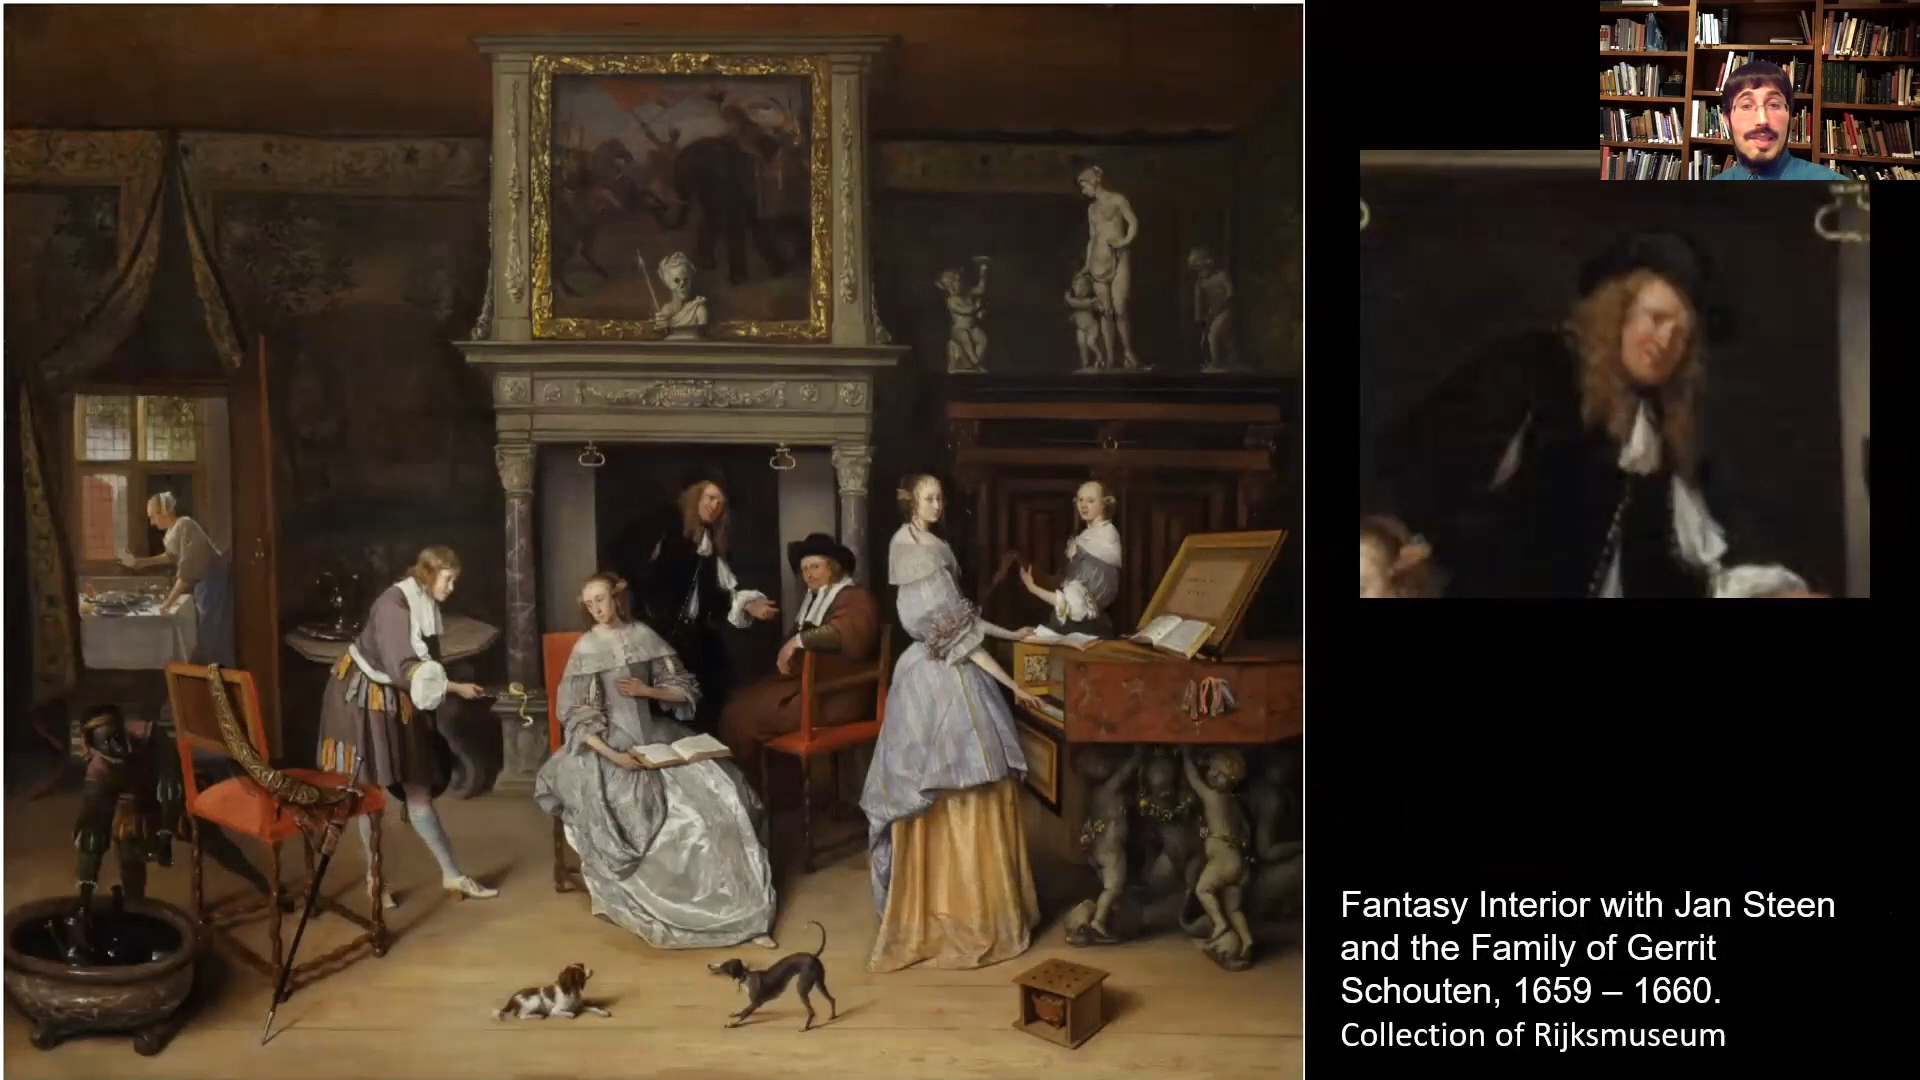 Fantasy Interior with Jan Steen
and the Family of Gerrit
Schouten, 1659 – 1660.
Collection of Rijksmuseum